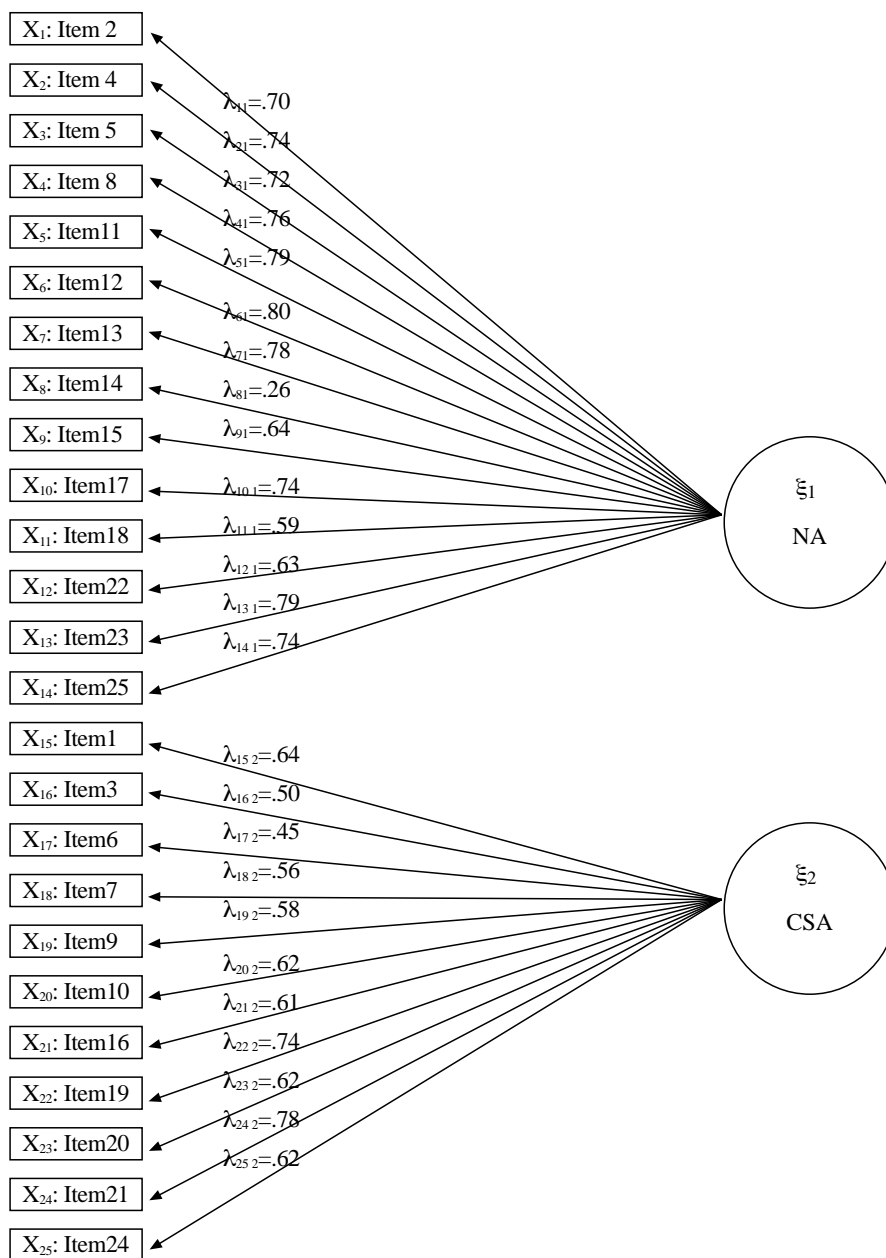 X₁: Item 2
X₂: Item 4
X₃: Item 5
X₄: Item 8
X₅: Item11
X₆: Item12
X₇: Item13
X₈: Item14
X₉: Item15
X₁₀: Item17
X₁₁: Item18
X₁₂: Item22
X₁₃: Item23
X₁₄: Item25
X₁₅: Item1
X₁₆: Item3
X₁₇: Item6
X₁₈: Item7
X₁₉: Item9
X₂₀: Item10
X₂₁: Item16
X₂₂: Item19
X₂₃: Item20
X₂₄: Item21
X₂₅: Item24
λ₁₁=.70
λ₂₁=.74
λ₃₁=.72
λ₄₁=.76
λ₅₁=.79
λ₆₁=.80
λ₇₁=.78
λ₈₁=.26
λ₉₁=.64
λ₁₀ ₁=.74
λ₁₁ ₁=.59
λ₁₂ ₁=.63
λ₁₃ ₁=.79
λ₁₄ ₁=.74
λ₁₅ ₂=.64
λ₁₆ ₂=.50
λ₁₇ ₂=.45
λ₁₈ ₂=.56
λ₁₉ ₂=.58
λ₂₀ ₂=.62
λ₂₁ ₂=.61
λ₂₂ ₂=.74
λ₂₃ ₂=.62
λ₂₄ ₂=.78
λ₂₅ ₂=.62
ξ₁
NA
ξ₂
CSA